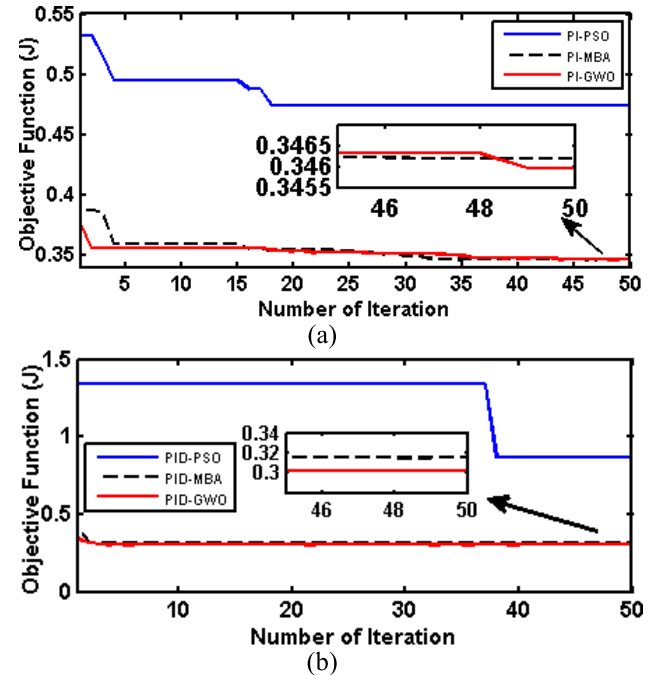 0.55
0.5
0.45
0.4
0.35
Objective Function (J)
PI-PSO
PI-MBA
PI-GWO
0.3465
0.346
0.3455
46 48 50
5 10 15 20 25 30 35 40 45 50
Number of Iteration
(a)
1.5
1
0.5
0
Objective Function (J)
PID-PSO
PID-MBA
PID-GWO
0.34
0.32
0.3
46 48 50
10 20 30 40 50
Number of Iteration
(b)